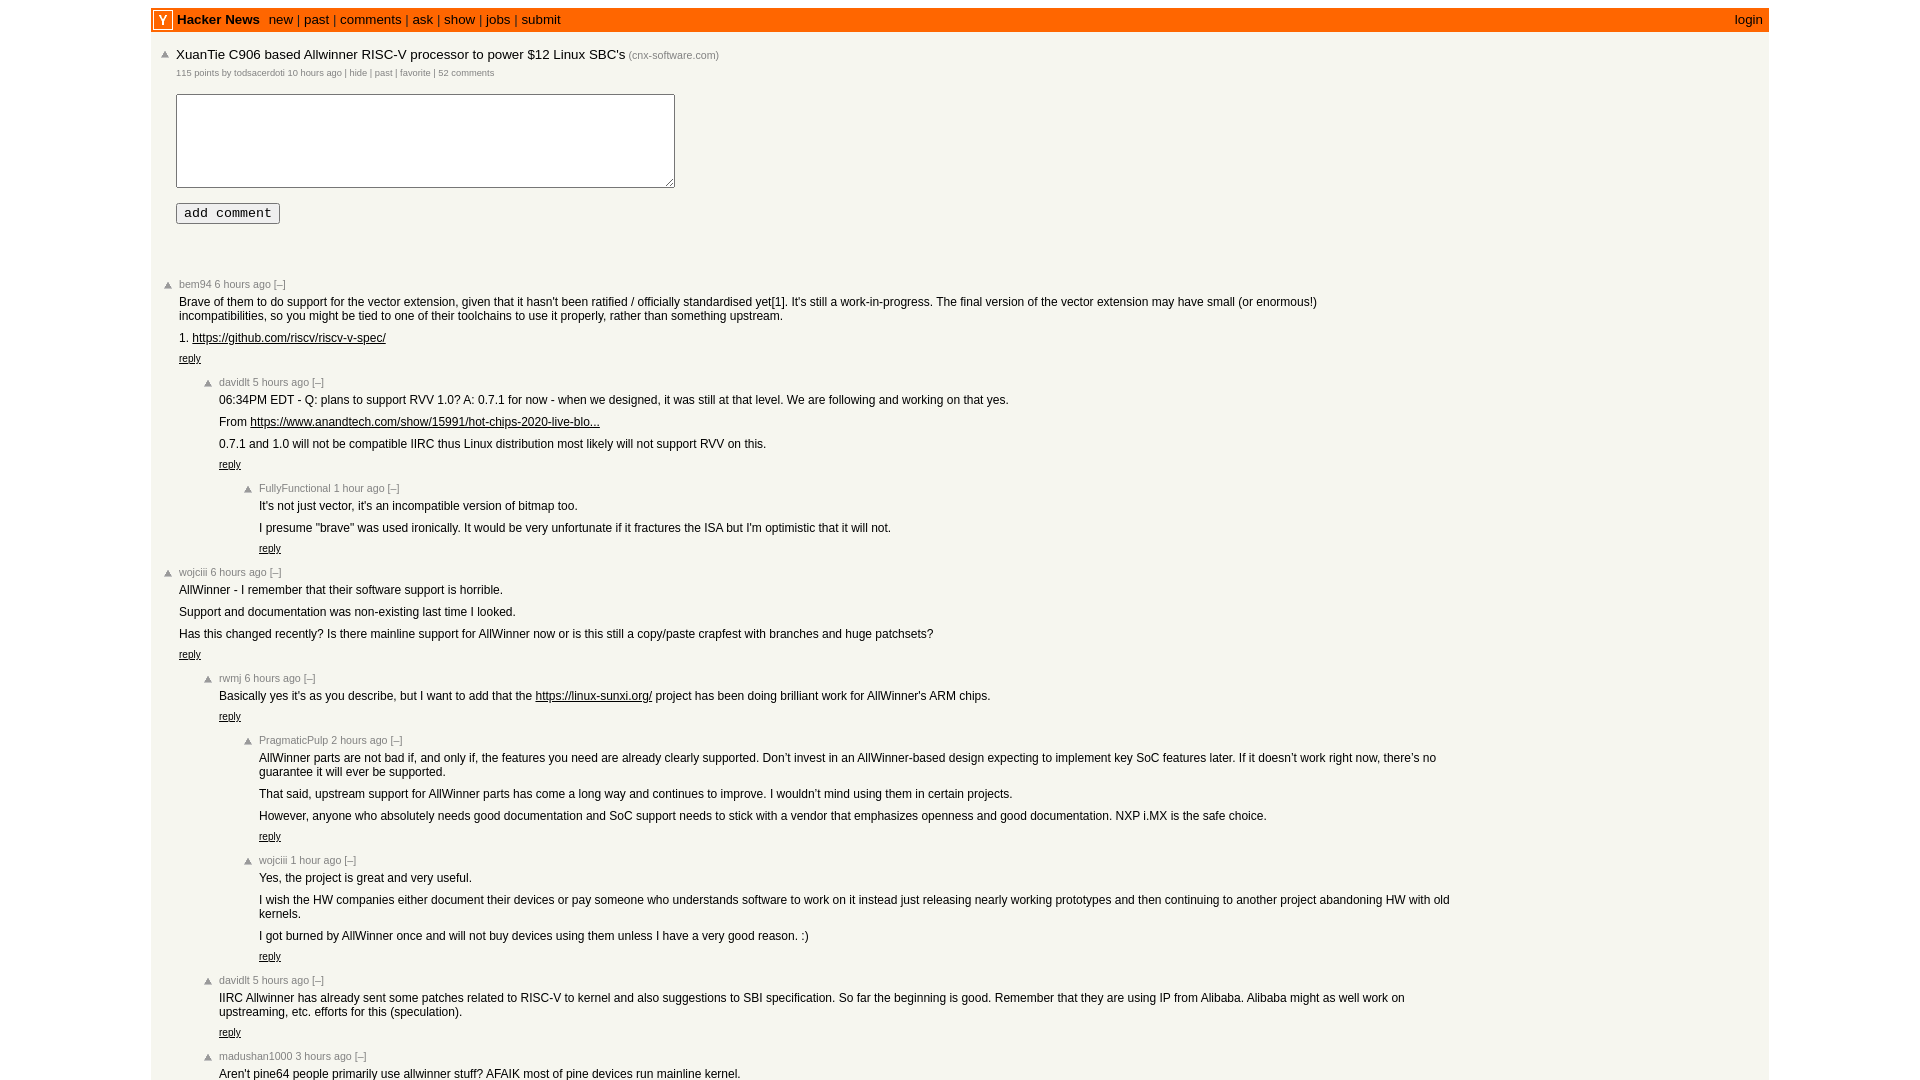 Y Hacker News new | past | comments | ask | show | jobs | submit login
XuanTie C906 based Allwinner RISC-V processor to power $12 Linux SBC's (cnx-software.com)
115 points by todsacerdoti 10 hours ago | hide | past | favorite | 52 comments
add comment
bem94 6 hours ago [–]
Brave of them to do support for the vector extension, given that it hasn't been ratified / officially standardised yet[1]. It's still a work-in-progress. The final version of the vector extension may have small (or enormous!)
incompatibilities, so you might be tied to one of their toolchains to use it properly, rather than something upstream.
1. https://github.com/riscv/riscv-v-spec/
reply
davidlt 5 hours ago [–]
06:34PM EDT - Q: plans to support RVV 1.0? A: 0.7.1 for now - when we designed, it was still at that level. We are following and working on that yes.
From https://www.anandtech.com/show/15991/hot-chips-2020-live-blo...
0.7.1 and 1.0 will not be compatible IIRC thus Linux distribution most likely will not support RVV on this.
reply
FullyFunctional 1 hour ago [–]
It's not just vector, it's an incompatible version of bitmap too.
I presume "brave" was used ironically. It would be very unfortunate if it fractures the ISA but I'm optimistic that it will not.
reply
wojciii 6 hours ago [–]
AllWinner - I remember that their software support is horrible.
Support and documentation was non-existing last time I looked.
Has this changed recently? Is there mainline support for AllWinner now or is this still a copy/paste crapfest with branches and huge patchsets?
reply
rwmj 6 hours ago [–]
Basically yes it's as you describe, but I want to add that the https://linux-sunxi.org/ project has been doing brilliant work for AllWinner's ARM chips.
reply
PragmaticPulp 2 hours ago [–]
AllWinner parts are not bad if, and only if, the features you need are already clearly supported. Don’t invest in an AllWinner-based design expecting to implement key SoC features later. If it doesn’t work right now, there’s no
guarantee it will ever be supported.
That said, upstream support for AllWinner parts has come a long way and continues to improve. I wouldn’t mind using them in certain projects.
However, anyone who absolutely needs good documentation and SoC support needs to stick with a vendor that emphasizes openness and good documentation. NXP i.MX is the safe choice.
reply
wojciii 1 hour ago [–]
Yes, the project is great and very useful.
I wish the HW companies either document their devices or pay someone who understands software to work on it instead just releasing nearly working prototypes and then continuing to another project abandoning HW with old
kernels.
I got burned by AllWinner once and will not buy devices using them unless I have a very good reason. :)
reply
davidlt 5 hours ago [–]
IIRC Allwinner has already sent some patches related to RISC-V to kernel and also suggestions to SBI specification. So far the beginning is good. Remember that they are using IP from Alibaba. Alibaba might as well work on
upstreaming, etc. efforts for this (speculation).
reply
madushan1000 3 hours ago [–]
Aren't pine64 people primarily use allwinner stuff? AFAIK most of pine devices run mainline kernel.